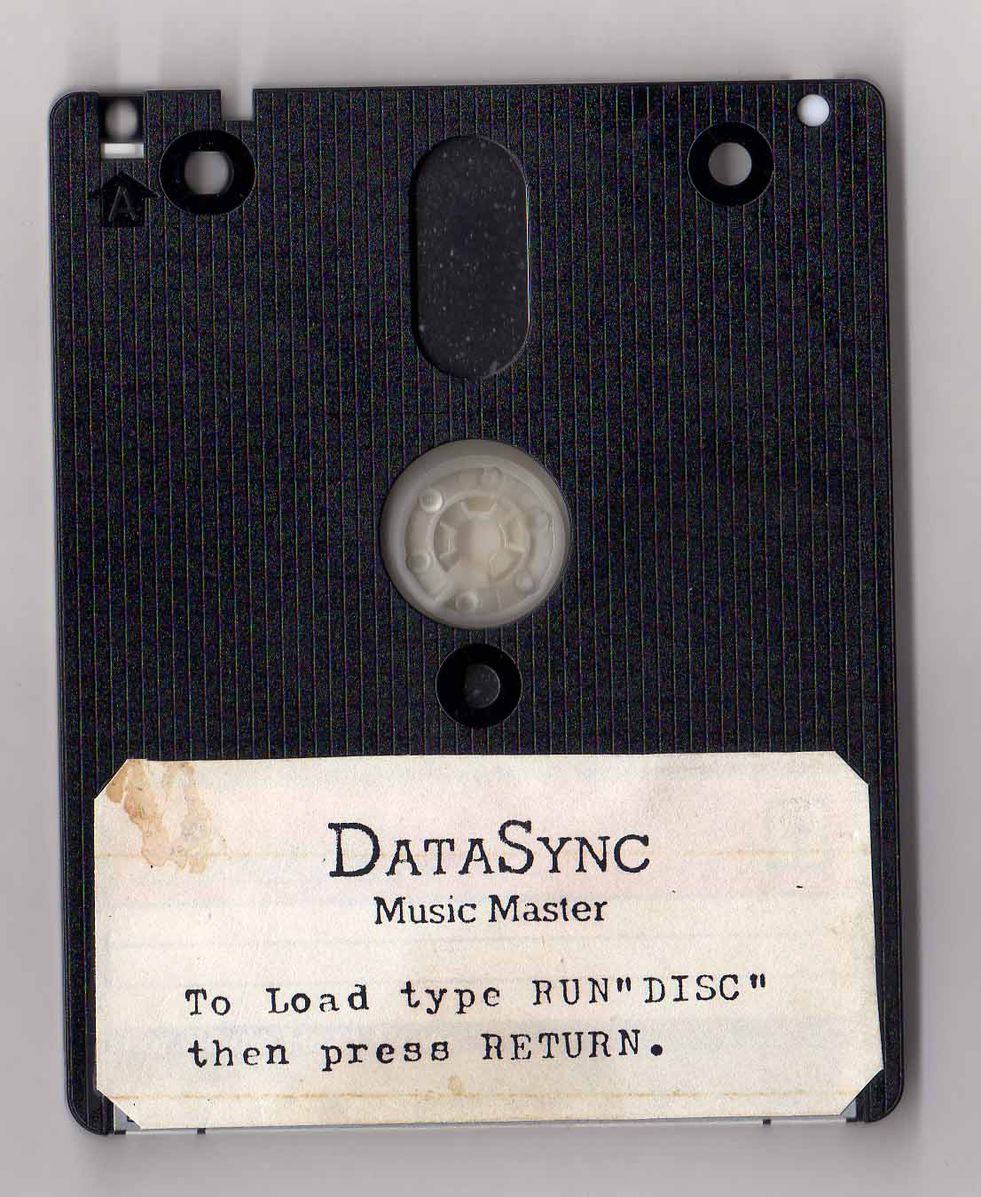 A
DATASYNC
Music Master
To Load type RUN"DISC"
then press RETURN.